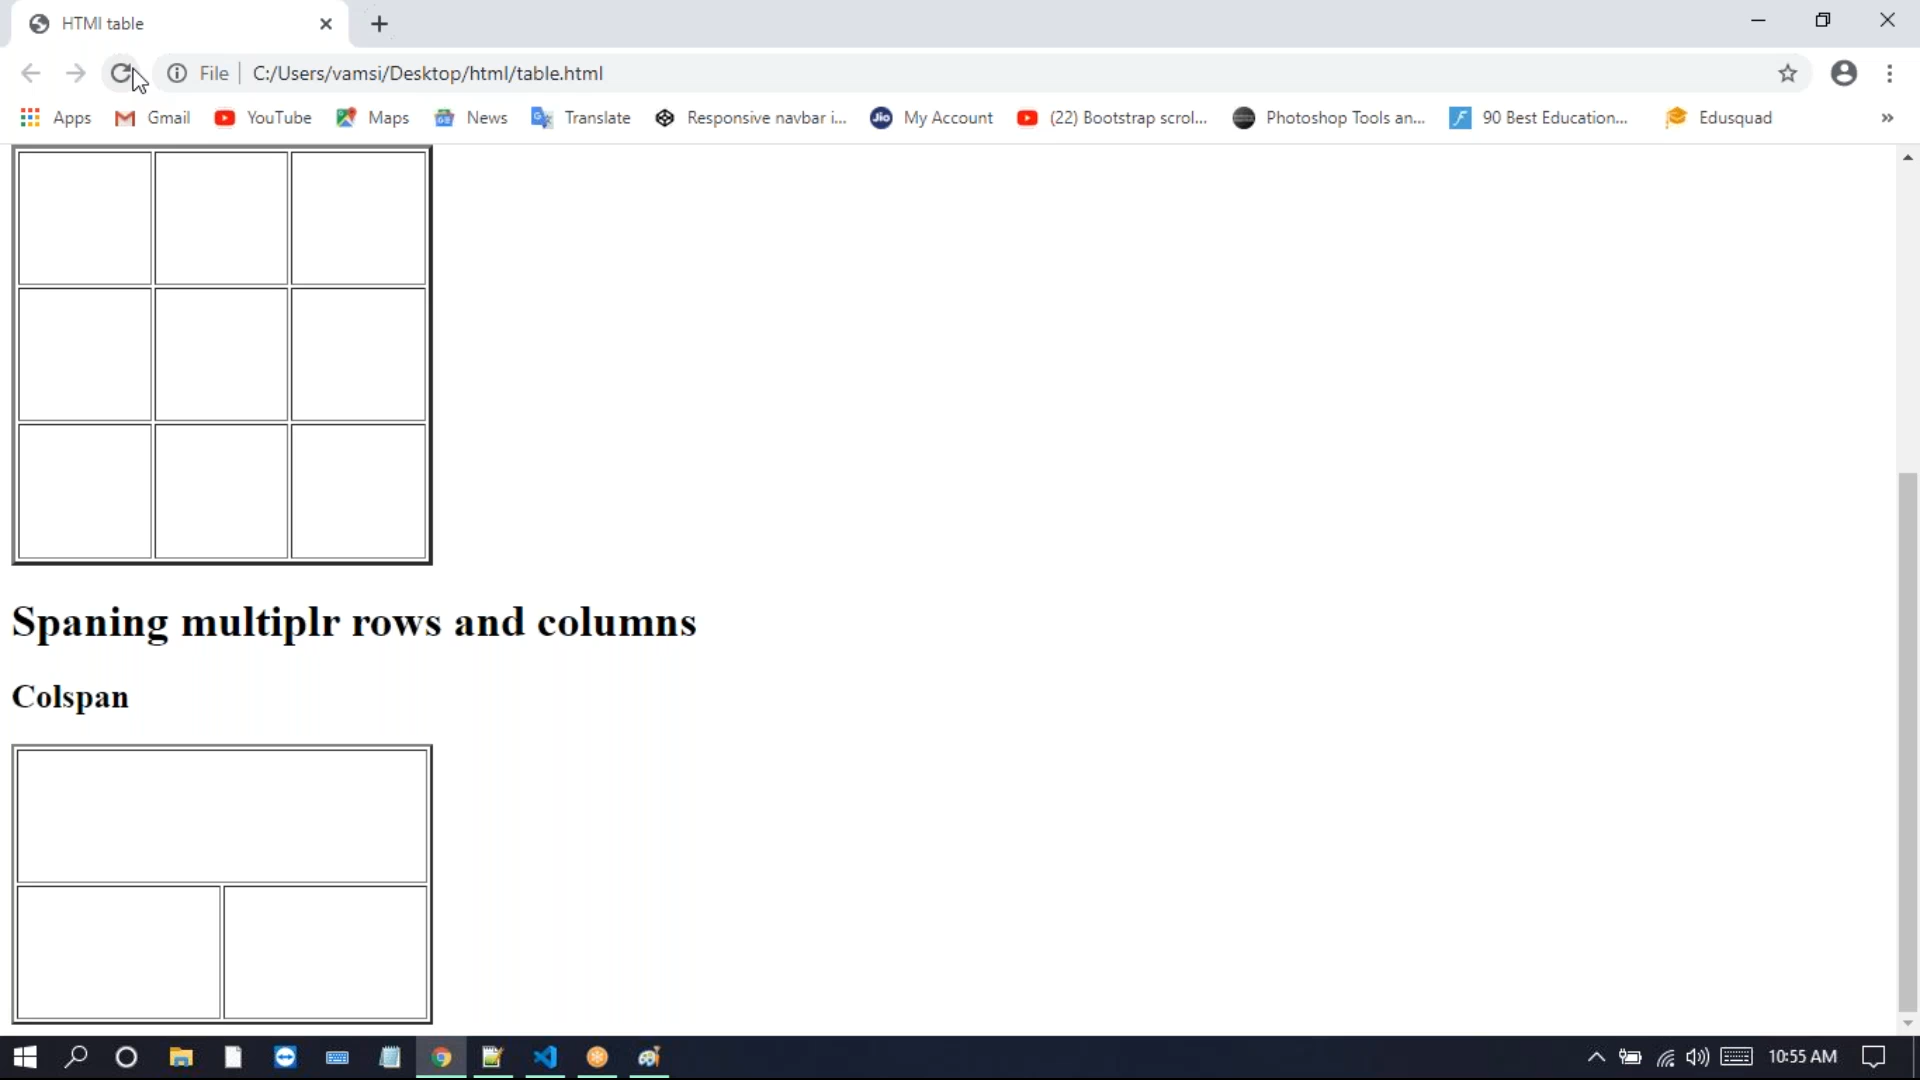 HTMl table
File C:/Users/vamsi/Desktop/html/table.html
Apps Gmail YouTube Maps News Translate Responsive navbar i... My Account (22) Bootstrap scrol... Photoshop Tools an... 90 Best Education... Edusquad »
Spaning multiplr rows and columns
Colspan
10:55 AM